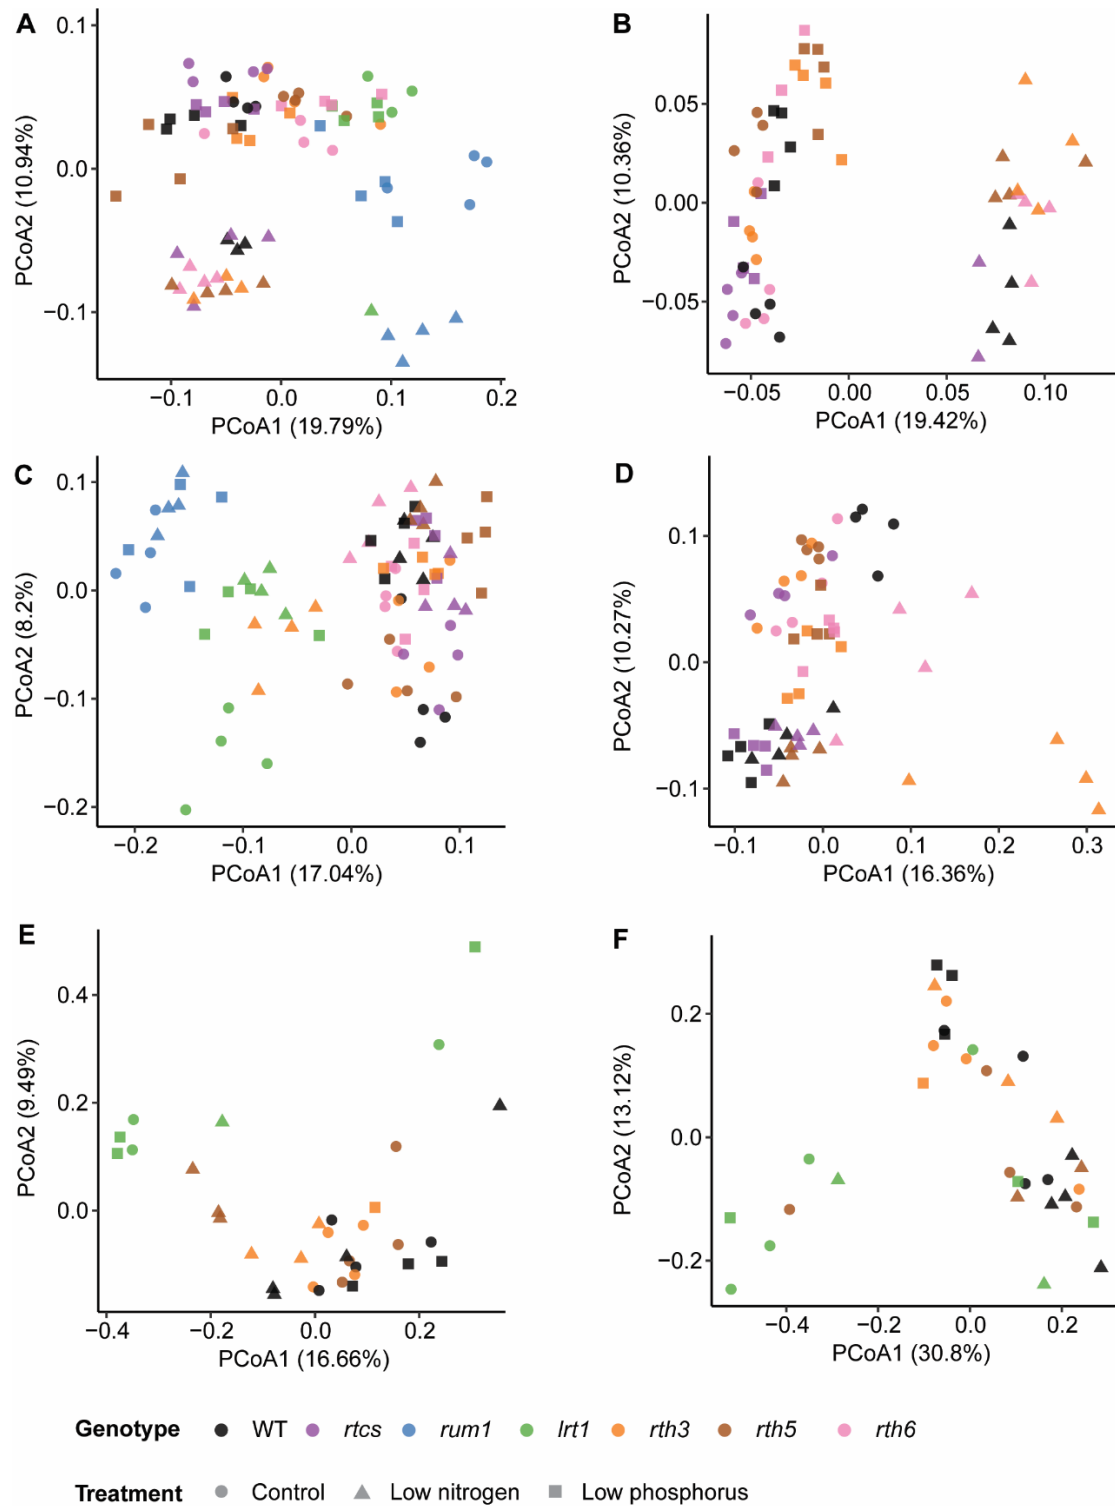 A
0.1
0.0
−0.1
PCoA2 (10.94%)
−0.1 0.0 0.1 0.2
PCoA1 (19.79%)
B
0.05
0.00
−0.05
PCoA2 (10.36%)
−0.05 0.00 0.05 0.10
PCoA1 (19.42%)
C
0.1
0.0
−0.1
−0.2
PCoA2 (8.2%)
−0.2 −0.1 0.0 0.1
PCoA1 (17.04%)
D
0.1
0.0
−0.1
PCoA2 (10.27%)
−0.1 0.0 0.1 0.2 0.3
PCoA1 (16.36%)
E
0.4
0.2
0.0
PCoA2 (9.49%)
−0.4 −0.2 0.0 0.2
PCoA1 (16.66%)
F
0.2
0.0
−0.2
PCoA2 (13.12%)
−0.4 −0.2 0.0 0.2
PCoA1 (30.8%)
Genotype WT rtcs rum1 lrt1 rth3 rth5 rth6
Treatment Control Low nitrogen Low phosphorus